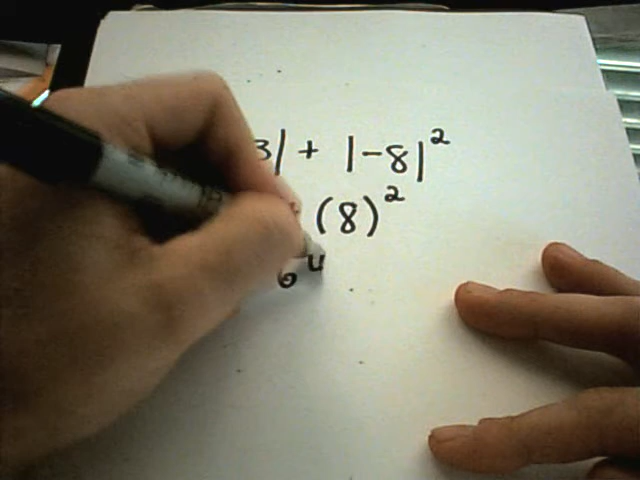 3| + |-8|²
(8)²
64